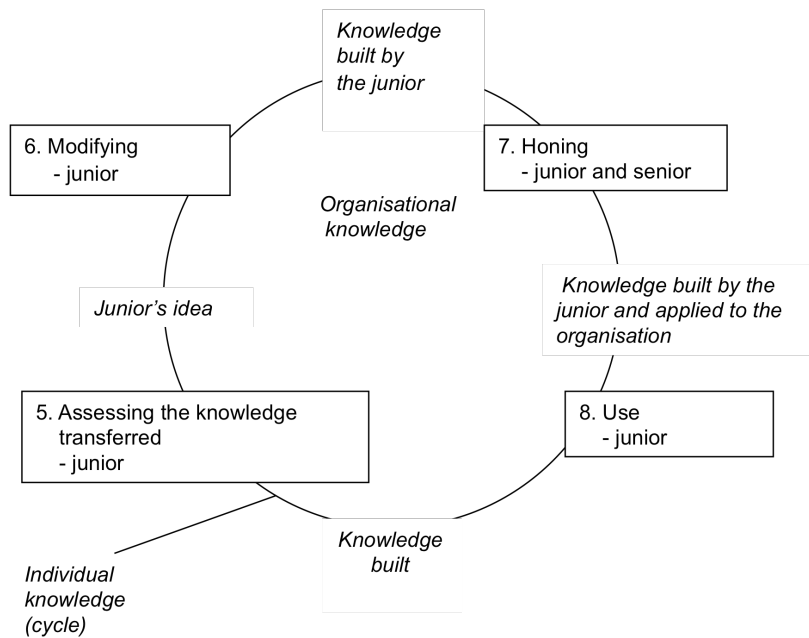 Knowledge
built by
the junior
6. Modifying
- junior
7. Honing
- junior and senior
Organisational
knowledge
Junior’s idea
Knowledge built by the
junior and applied to the
organisation
5. Assessing the knowledge
transferred
- junior
8. Use
- junior
Knowledge
built
Individual
knowledge
(cycle)